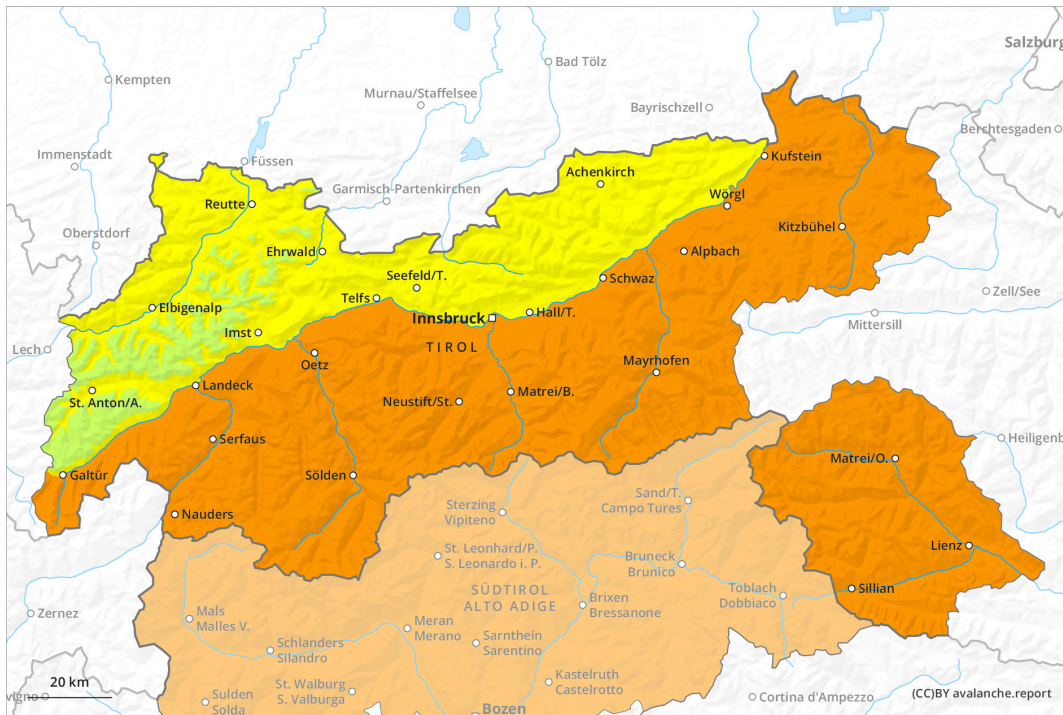 Salzburg
Bad Tölz
Kempten
Murnau/Staffelsee
Bayrischzell
Berchtesgaden
Immenstadt
Füssen
Kufstein
Achenkirch
Garmisch-Partenkirchen
Reutte
Wörgl
Oberstdorf
Kitzbühel
Ehrwald
Alpbach
Seefeld/T.
Schwaz
Telfs
Zell/See
Elbigenalp
Innsbruck
Hall/T.
Mittersill
Imst
TIROL
Lech
Oetz
Mayrhofen
Landeck
Matrei/B.
St. Anton/A.
Neustift/St.
Serfaus
Heiligenb
Matrei/O.
Galtür
Sölden
Sand/T.
Campo Tures
Sterzing
Vipiteno
Nauders
Lienz
St. Leonhard/P.
S. Leonardo i. P.
Bruneck
Brunico
Sillian
SÜDTIROL
ALTO ADIGE
Toblach
Dobbiaco
Brixen
Bressanone
Zernez
Mals
Malles V.
Meran
Merano
Sarnthein
Sarentino
Schlanders
Silandro
Kastelruth
Castelrotto
20 km
St. Walburg
S. Valburga
vigno
Cortina d'Ampezzo
(CC)BY avalanche.report
Sulden
Solda
Bozen